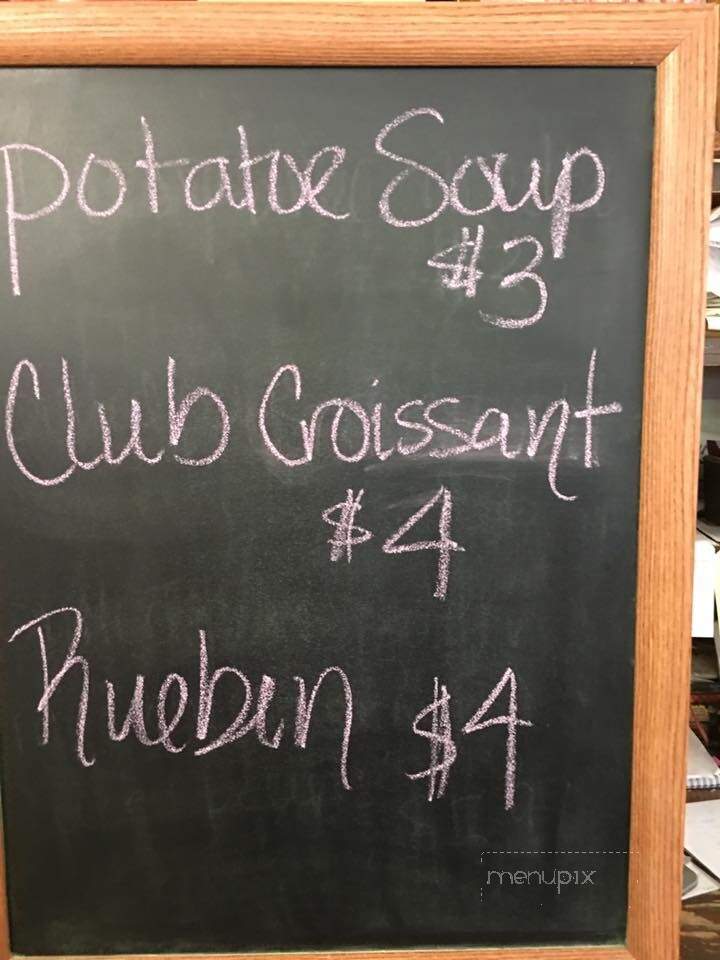 Potatoe Soup
$3
Club Croissant
$4
Rueben $4
menupix